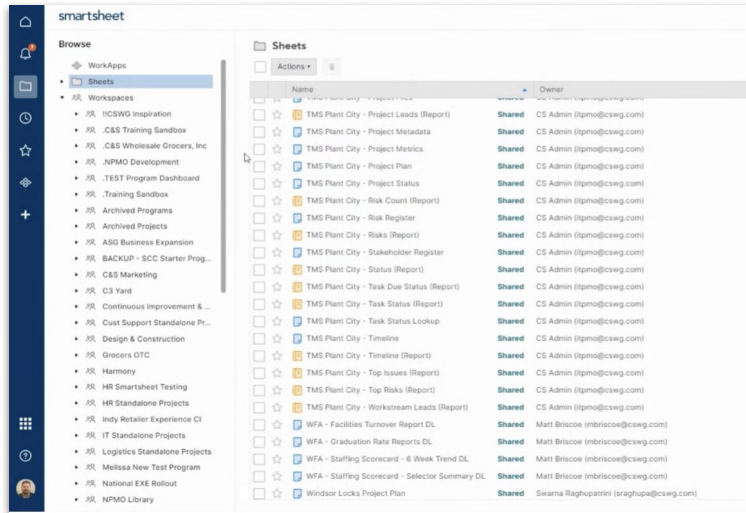 smartsheet
Browse
WorkApps
Sheets
Workspaces
!!CSWG Inspiration
.C&S Training Sandbox
.C&S Wholesale Grocers, Inc
.NPMO Development
.TEST Program Dashboard
.Training Sandbox
Archived Programs
Archived Projects
ASG Business Expansion
BACKUP - SCC Starter Prog...
C&S Marketing
C3 Yard
Continuous Improvement & ...
Cust Support Standalone Pr...
Design & Construction
Grocers OTC
Harmony
HR Smartsheet Testing
HR Standalone Projects
Indy Retailer Experience CI
IT Standalone Projects
Logistics Standalone Projects
Melissa New Test Program
National EXE Rollout
NPMO Library
Sheets
Actions
Name Owner
TMS Plant City - Project Files Shared CS Admin (itpmo@cswg.com)
TMS Plant City - Project Leads (Report) Shared CS Admin (itpmo@cswg.com)
TMS Plant City - Project Metadata Shared CS Admin (itpmo@cswg.com)
TMS Plant City - Project Metrics Shared CS Admin (itpmo@cswg.com)
TMS Plant City - Project Plan Shared CS Admin (itpmo@cswg.com)
TMS Plant City - Project Status Shared CS Admin (itpmo@cswg.com)
TMS Plant City - Risk Count (Report) Shared CS Admin (itpmo@cswg.com)
TMS Plant City - Risk Register Shared CS Admin (itpmo@cswg.com)
TMS Plant City - Risks (Report) Shared CS Admin (itpmo@cswg.com)
TMS Plant City - Stakeholder Register Shared CS Admin (itpmo@cswg.com)
TMS Plant City - Status (Report) Shared CS Admin (itpmo@cswg.com)
TMS Plant City - Task Due Status (Report) Shared CS Admin (itpmo@cswg.com)
TMS Plant City - Task Status (Report) Shared CS Admin (itpmo@cswg.com)
TMS Plant City - Task Status Lookup Shared CS Admin (itpmo@cswg.com)
TMS Plant City - Timeline Shared CS Admin (itpmo@cswg.com)
TMS Plant City - Timeline (Report) Shared CS Admin (itpmo@cswg.com)
TMS Plant City - Top Issues (Report) Shared CS Admin (itpmo@cswg.com)
TMS Plant City - Top Risks (Report) Shared CS Admin (itpmo@cswg.com)
TMS Plant City - Workstream Leads (Report) Shared CS Admin (itpmo@cswg.com)
WFA - Facilities Turnover Report DL Shared Matt Briscoe (mbriscoe@cswg.com)
WFA - Graduation Rate Reports DL Shared Matt Briscoe (mbriscoe@cswg.com)
WFA - Staffing Scorecard - 6 Week Trend DL Shared Matt Briscoe (mbriscoe@cswg.com)
WFA - Staffing Scorecard - Selector Summary DL Shared Matt Briscoe (mbriscoe@cswg.com)
Windsor Locks Project Plan Shared Swarna Raghupatrini (sraghupa@cswg.com)